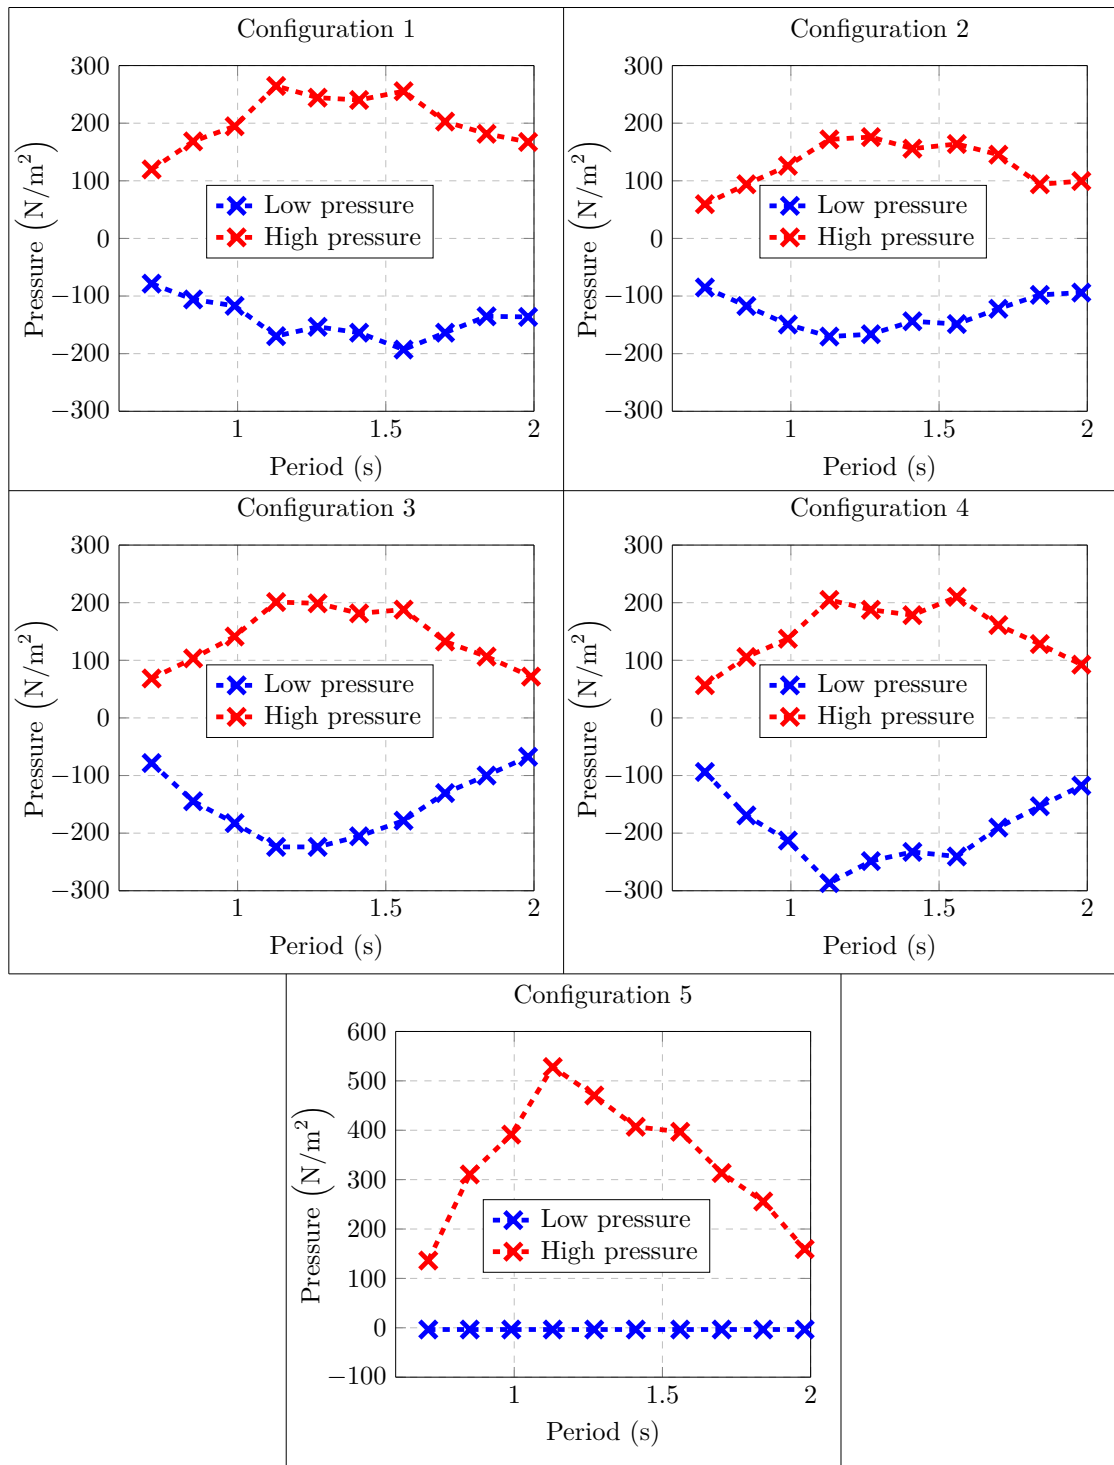 Configuration 1
300
200
100
0
−100
−200
−300
1
1.5
2
Period (s)
Pressure (N/m²)
Low pressure
High pressure
Configuration 2
300
200
100
0
−100
−200
−300
1
1.5
2
Period (s)
Pressure (N/m²)
Low pressure
High pressure
Configuration 3
300
200
100
0
−100
−200
−300
1
1.5
2
Period (s)
Pressure (N/m²)
Low pressure
High pressure
Configuration 4
300
200
100
0
−100
−200
−300
1
1.5
2
Period (s)
Pressure (N/m²)
Low pressure
High pressure
Configuration 5
600
500
400
300
200
100
0
−100
1
1.5
2
Period (s)
Pressure (N/m²)
Low pressure
High pressure